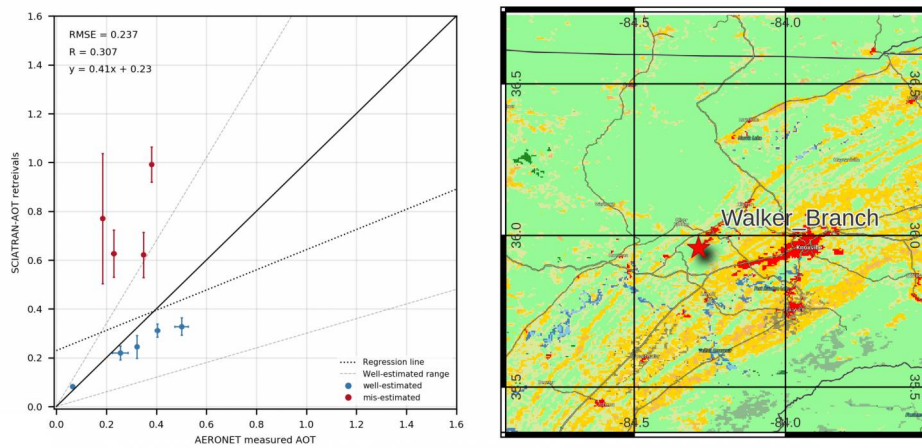 RMSE = 0.237
R = 0.307
y = 0.41x + 0.23
SCIATRAN-AOT retreivals
1.6
1.4
1.2
1.0
0.8
0.6
0.4
0.2
0.0
Regression line
Well-estimated range
well-estimated
mis-estimated
0.0 0.2 0.4 0.6 0.8 1.0 1.2 1.4 1.6
AERONET measured AOT
-84.5 -84.0
36.5 36.5
Walker_Branch
36.0 36.0
35.5 35.5
-84.5 -84.0